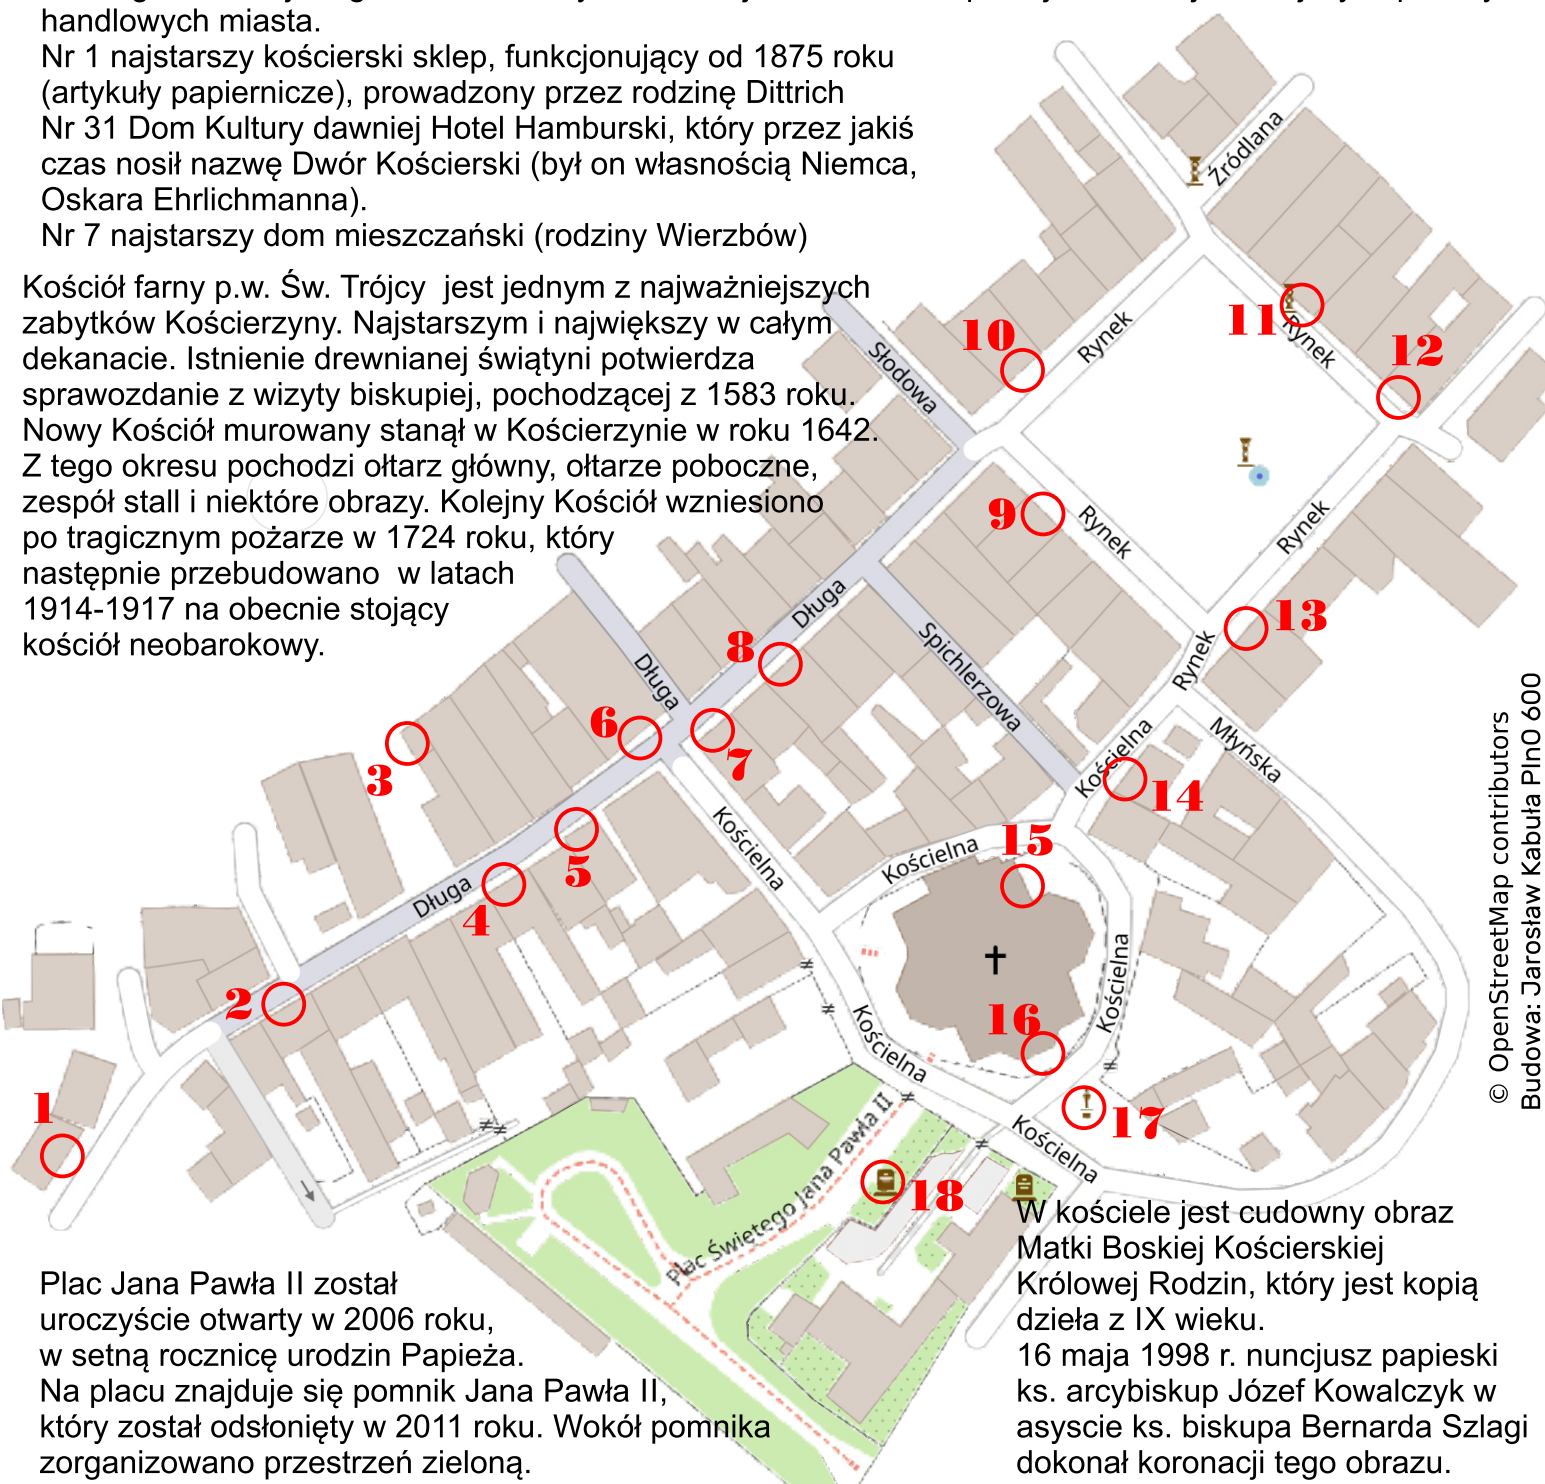 handlowych miasta.
Nr 1 najstarszy kościerski sklep, funkcjonujący od 1875 roku
(artykuły papiernicze), prowadzony przez rodzinę Dittrich
Nr 31 Dom Kultury dawniej Hotel Hamburski, który przez jakiś
czas nosił nazwę Dwór Kościerski (był on własnością Niemca,
Oskara Ehrlichmanna).
Nr 7 najstarszy dom mieszczański (rodziny Wierzbów)
Kościół farny p.w. Św. Trójcy jest jednym z najważniejszych
zabytków Kościerzyny. Najstarszym i największy w całym
dekanacie. Istnienie drewnianej świątyni potwierdza
sprawozdanie z wizyty biskupiej, pochodzącej z 1583 roku.
Nowy Kościół murowany stanął w Kościerzynie w roku 1642.
Z tego okresu pochodzi ołtarz główny, ołtarze poboczne,
zespół stall i niektóre obrazy. Kolejny Kościół wzniesiono
po tragicznym pożarze w 1724 roku, który
następnie przebudowano w latach
1914-1917 na obecnie stojący
kościół neobarokowy.
Źródlana
11
Rynek
10
Rynek
12
Słodowa
9
Rynek
Rynek
13
Długa
8
Spichlerzowa
Rynek
Długa
6
7
3
Kościelna
Młyńska
14
Kościelna
15
Kościelna
5
Długa
4
2
Kościelna
16
Kościelna
1
17
Kościelna
Plac Świętego Jana Pawła II
18
© OpenStreetMap contributors
Budowa: Jarosław Kabuła Pln0 600
Plac Jana Pawła II został
uroczyście otwarty w 2006 roku,
w setną rocznicę urodzin Papieża.
Na placu znajduje się pomnik Jana Pawła II,
który został odsłonięty w 2011 roku. Wokół pomnika
zorganizowano przestrzeń zieloną.
W kościele jest cudowny obraz
Matki Boskiej Kościerskiej
Królowej Rodzin, który jest kopią
dzieła z IX wieku.
16 maja 1998 r. nuncjusz papieski
ks. arcybiskup Józef Kowalczyk w
asyscie ks. biskupa Bernarda Szlagi
dokonał koronacji tego obrazu.